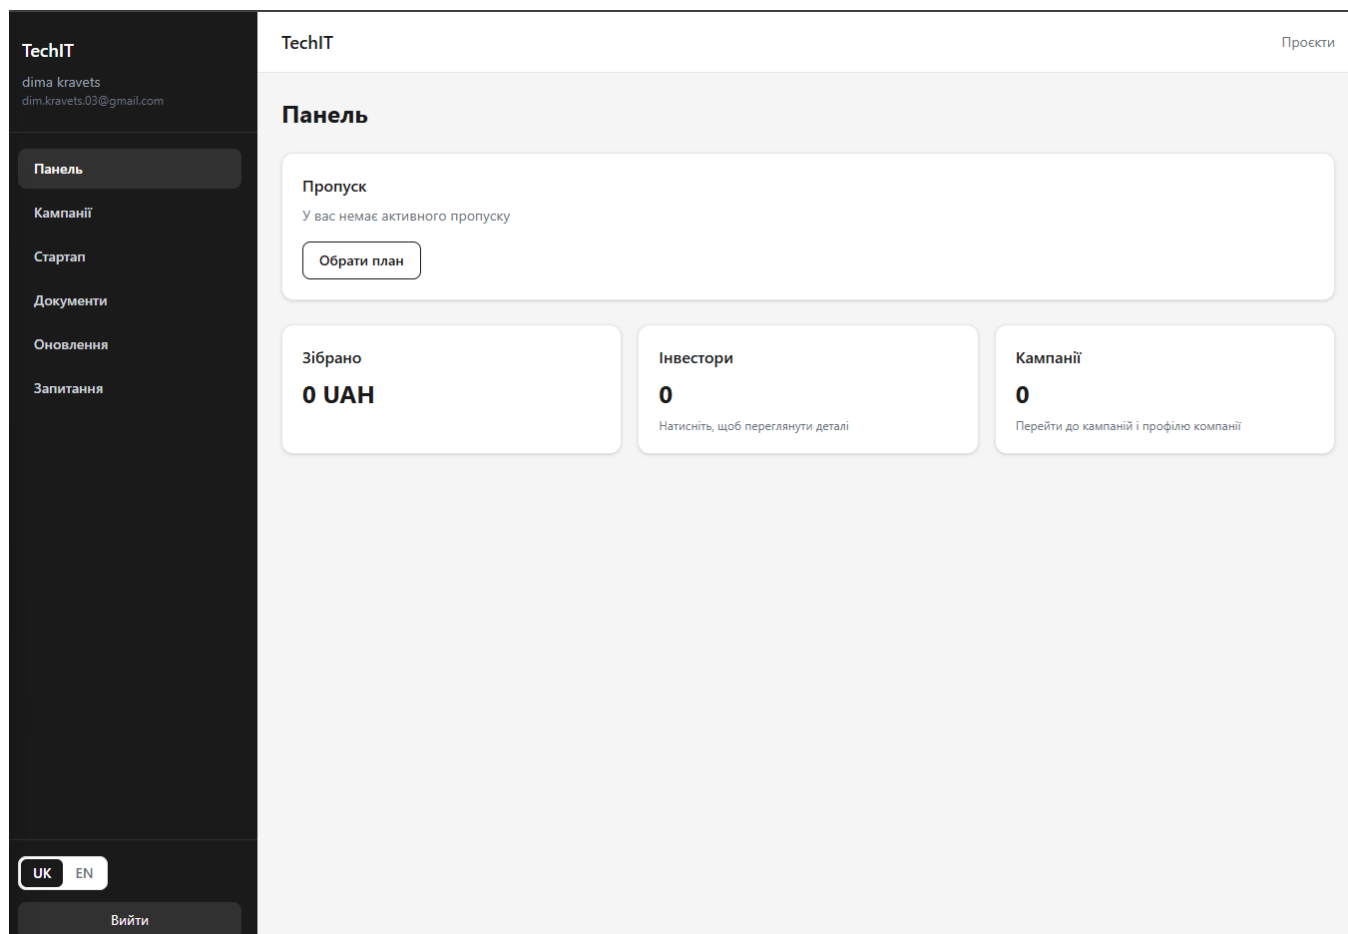 TechIT
dima kravets
dim.kravets.03@gmail.com
Панель
Кампанії
Стартап
Документи
Оновлення
Запитання
UK EN
Вийти
TechIT
Проєкти
Панель
Пропуск
У вас немає активного пропуску
Обрати план
Зібрано
0 UAH
Інвестори
0
Натисніть, щоб переглянути деталі
Кампанії
0
Перейти до кампаній і профілю компанії